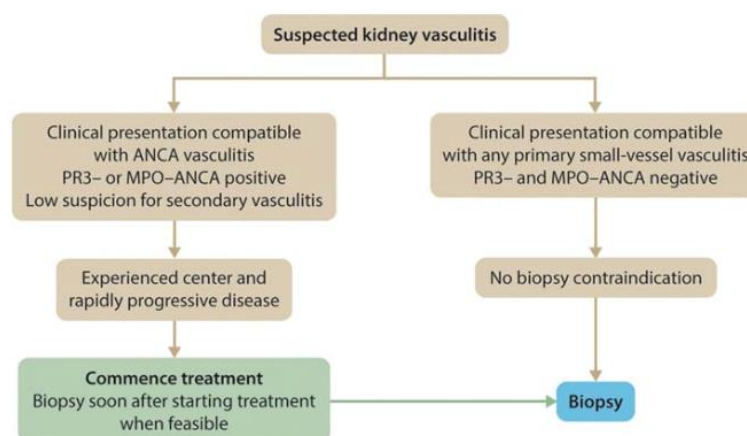 Suspected kidney vasculitis
Clinical presentation compatible
with ANCA vasculitis
PR3– or MPO–ANCA positive
Low suspicion for secondary vasculitis
Clinical presentation compatible
with any primary small-vessel vasculitis
PR3– and MPO–ANCA negative
Experienced center and
rapidly progressive disease
No biopsy contraindication
Commence treatment
Biopsy soon after starting treatment
when feasible
Biopsy